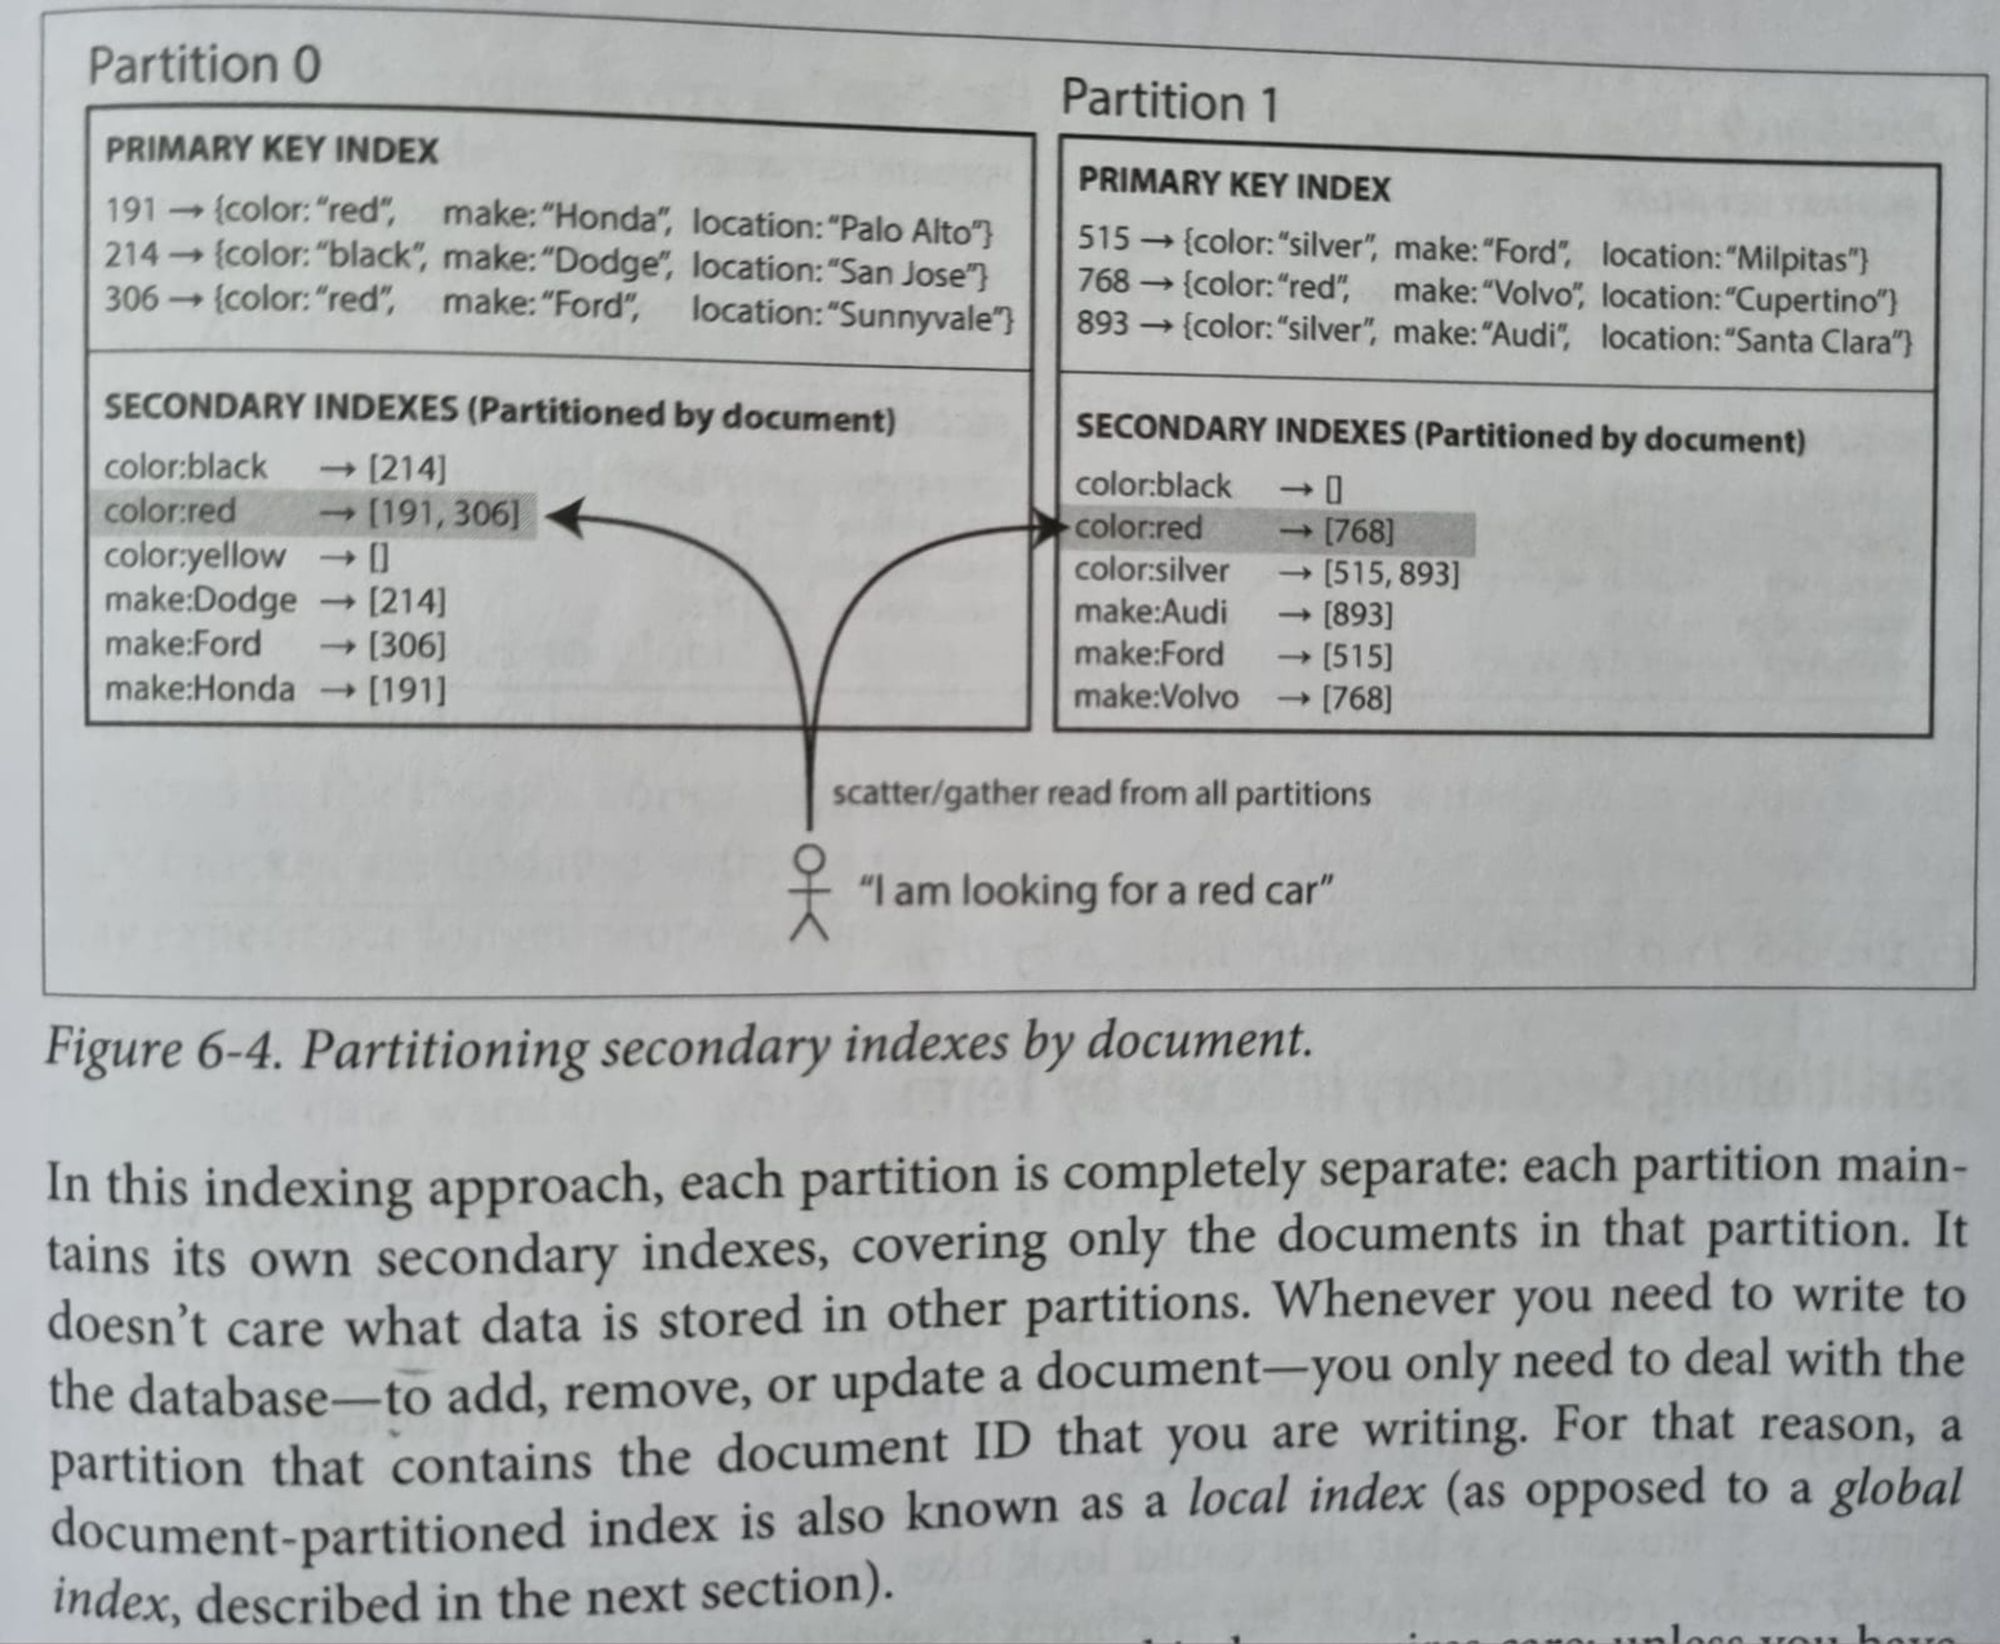 Partition 0
PRIMARY KEY INDEX
191 → {color: “red”, make: “Honda”, location: “Palo Alto”}
214 → {color: “black”, make: “Dodge”, location: “San Jose”}
306 → {color: “red”, make: “Ford”, location: “Sunnyvale”}
SECONDARY INDEXES (Partitioned by document)
color:black → [214]
color:red → [191, 306]
color:yellow → []
make:Dodge → [214]
make:Ford → [306]
make:Honda → [191]
Partition 1
PRIMARY KEY INDEX
515 → {color: “silver”, make: “Ford”, location: “Milpitas”}
768 → {color: “red”, make: “Volvo”, location: “Cupertino”}
893 → {color: “silver”, make: “Audi”, location: “Santa Clara”}
SECONDARY INDEXES (Partitioned by document)
color:black → []
color:red → [768]
color:silver → [515, 893]
make:Audi → [893]
make:Ford → [515]
make:Volvo → [768]
scatter/gather read from all partitions
“I am looking for a red car”
Figure 6-4. Partitioning secondary indexes by document.
In this indexing approach, each partition is completely separate: each partition main-
tains its own secondary indexes, covering only the documents in that partition. It
doesn’t care what data is stored in other partitions. Whenever you need to write to
the database—to add, remove, or update a document—you only need to deal with the
partition that contains the document ID that you are writing. For that reason, a
document-partitioned index is also known as a local index (as opposed to a global
index, described in the next section).